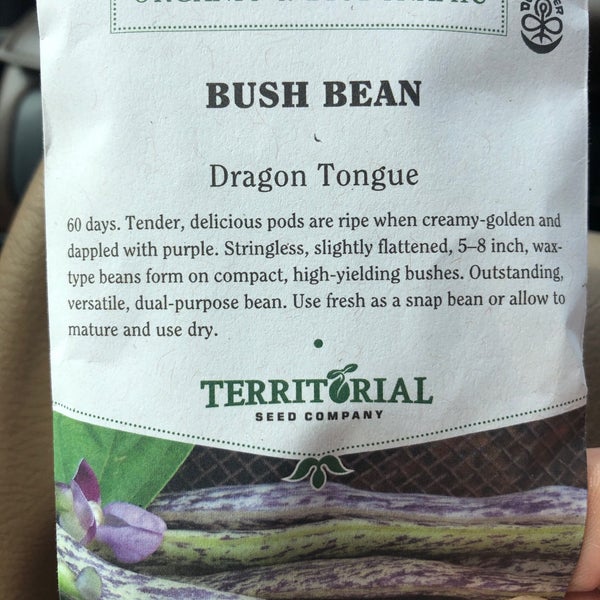 BUSH BEAN
Dragon Tongue
60 days. Tender, delicious pods are ripe when creamy-golden and
dappled with purple. Stringless, slightly flattened, 5–8 inch, wax-
type beans form on compact, high-yielding bushes. Outstanding,
versatile, dual-purpose bean. Use fresh as a snap bean or allow to
mature and use dry.
TERRITORIAL
SEED COMPANY